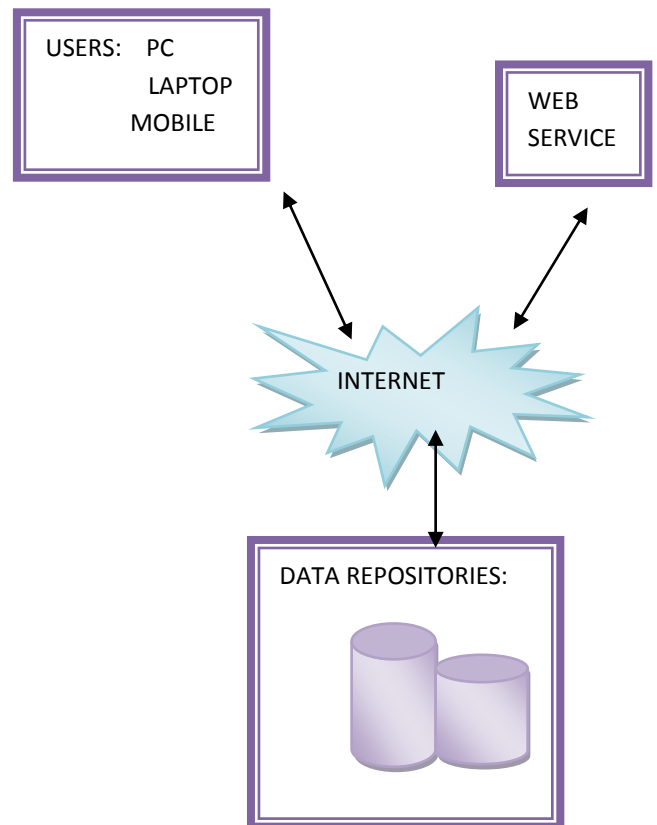 USERS: PC
LAPTOP
MOBILE
WEB
SERVICE
INTERNET
DATA REPOSITORIES: